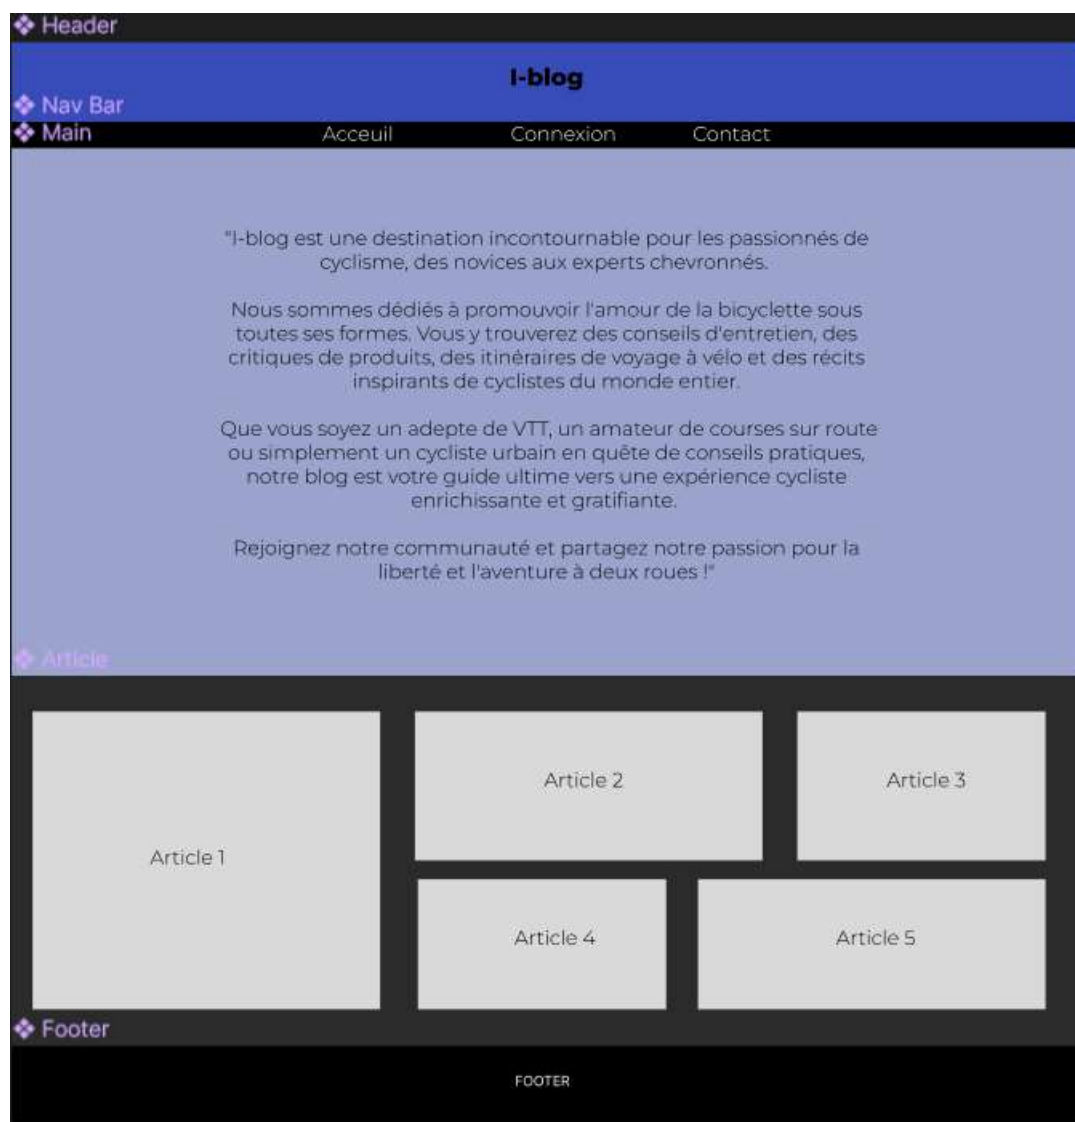 Header
I-blog
Nav Bar
Main
Acceuil Connexion Contact
"I-blog est une destination incontournable pour les passionnés de
cyclisme, des novices aux experts chevronnés.
Nous sommes dédiés à promouvoir l'amour de la bicyclette sous
toutes ses formes. Vous y trouverez des conseils d'entretien, des
critiques de produits, des itinéraires de voyage à vélo et des récits
inspirants de cyclistes du monde entier.
Que vous soyez un adepte de VTT, un amateur de courses sur route
ou simplement un cycliste urbain en quête de conseils pratiques,
notre blog est votre guide ultime vers une expérience cycliste
enrichissante et gratifiante.
Rejoignez notre communauté et partagez notre passion pour la
liberté et l'aventure à deux roues !"
Article
Article 1
Article 2
Article 3
Article 4
Article 5
Footer
FOOTER